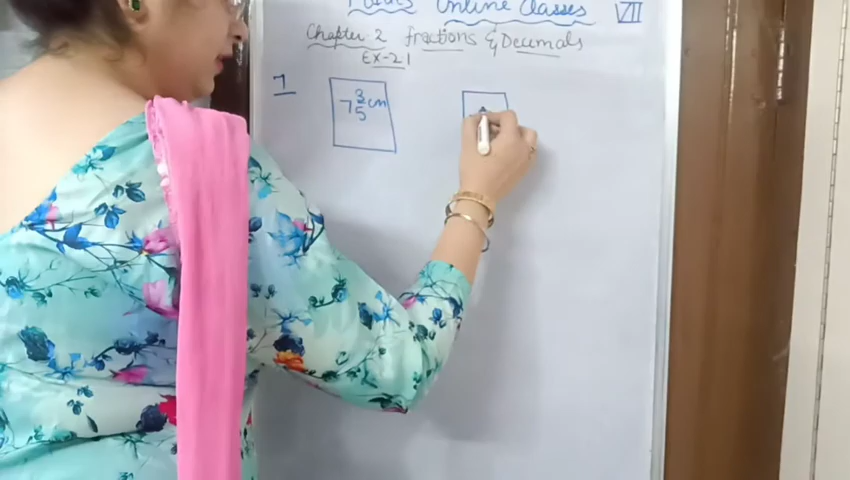 Online Classes VII
Chapter 2 fractions & Decimals
Ex-2.1
7
7 3/5 cm